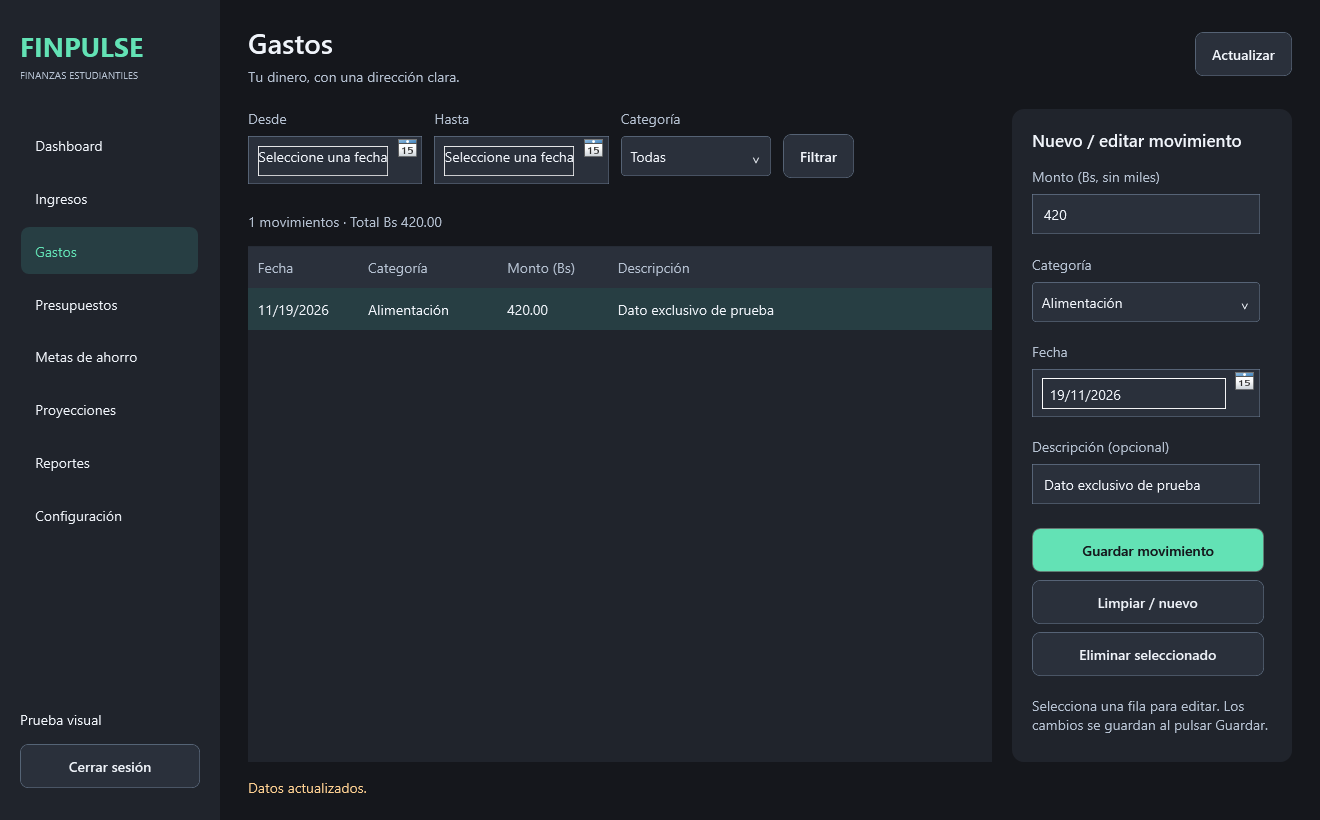 FINPULSE
FINANZAS ESTUDIANTILES
Dashboard
Ingresos
Gastos
Presupuestos
Metas de ahorro
Proyecciones
Reportes
Configuración
Prueba visual
Cerrar sesión
Gastos
Tu dinero, con una dirección clara.
Actualizar
Desde
Hasta
Categoría
Seleccione una fecha
15
Seleccione una fecha
15
Todas
Filtrar
1 movimientos · Total Bs 420.00
Fecha Categoría Monto (Bs) Descripción
11/19/2026 Alimentación 420.00 Dato exclusivo de prueba
Datos actualizados.
Nuevo / editar movimiento
Monto (Bs, sin miles)
420
Categoría
Alimentación
Fecha
19/11/2026
15
Descripción (opcional)
Dato exclusivo de prueba
Guardar movimiento
Limpiar / nuevo
Eliminar seleccionado
Selecciona una fila para editar. Los
cambios se guardan al pulsar Guardar.